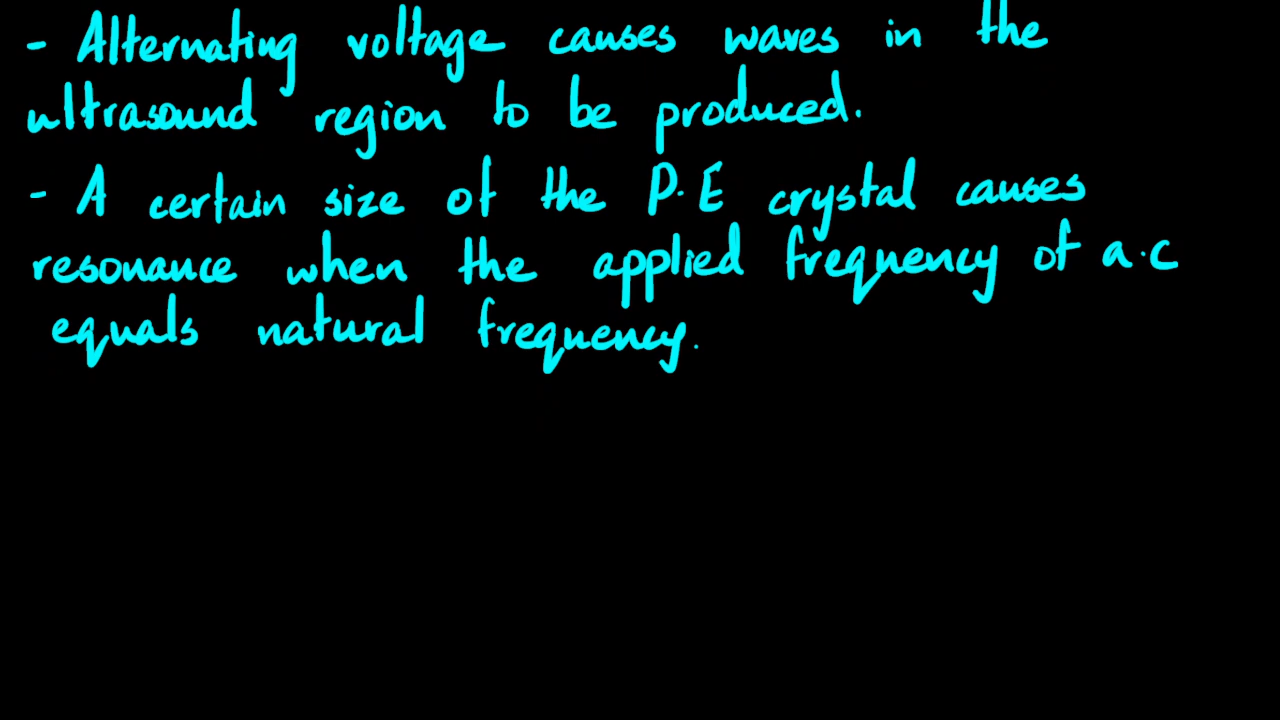 - Alternating voltage causes waves in the
ultrasound region to be produced.
- A certain size of the P.E crystal causes
resonance when the applied frequency of a.c
equals natural frequency.